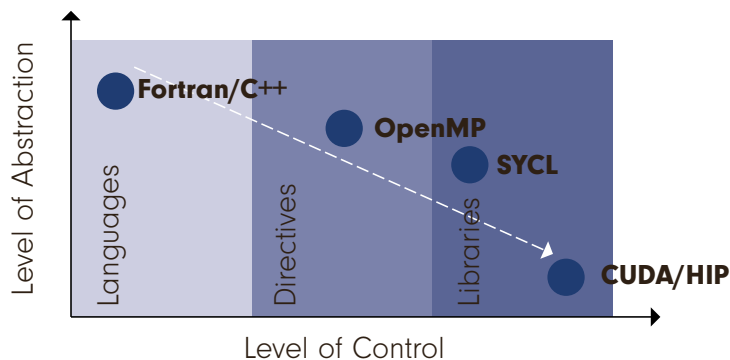 Level of Abstraction
Fortran/C++
OpenMP
SYCL
CUDA/HIP
Languages
Directives
Libraries
Level of Control